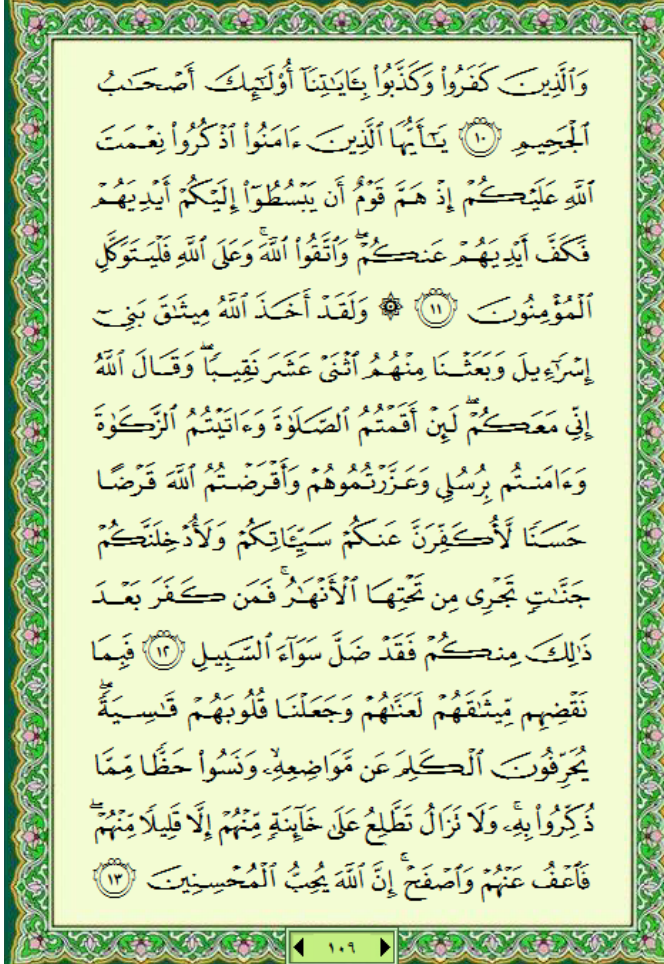 وَٱلَّذِينَ كَفَرُواْ وَكَذَّبُواْ بِـَٔايَٰتِنَآ أُوْلَٰٓئِكَ أَصْحَٰبُ
ٱلْجَحِيمِ ١٠ يَٰٓأَيُّهَا ٱلَّذِينَ ءَامَنُواْ ٱذْكُرُواْ نِعْمَتَ
ٱللَّهِ عَلَيْكُمْ إِذْ هَمَّ قَوْمٌ أَن يَبْسُطُوٓاْ إِلَيْكُمْ أَيْدِيَهُمْ
فَكَفَّ أَيْدِيَهُمْ عَنكُمْ ۖ وَٱتَّقُواْ ٱللَّهَ ۚ وَعَلَى ٱللَّهِ فَلْيَتَوَكَّلِ
ٱلْمُؤْمِنُونَ ١١ ۞ وَلَقَدْ أَخَذَ ٱللَّهُ مِيثَٰقَ بَنِىٓ
إِسْرَٰٓءِيلَ وَبَعَثْنَا مِنْهُمُ ٱثْنَىْ عَشَرَ نَقِيبًا ۖ وَقَالَ ٱللَّهُ
إِنِّى مَعَكُمْ ۖ لَئِنْ أَقَمْتُمُ ٱلصَّلَوٰةَ وَءَاتَيْتُمُ ٱلزَّكَوٰةَ
وَءَامَنتُم بِرُسُلِى وَعَزَّرْتُمُوهُمْ وَأَقْرَضْتُمُ ٱللَّهَ قَرْضًا
حَسَنًا لَّأُكَفِّرَنَّ عَنكُمْ سَيِّـَٔاتِكُمْ وَلَأُدْخِلَنَّكُمْ
جَنَّٰتٍ تَجْرِى مِن تَحْتِهَا ٱلْأَنْهَٰرُ ۚ فَمَن كَفَرَ بَعْدَ
ذَٰلِكَ مِنكُمْ فَقَدْ ضَلَّ سَوَآءَ ٱلسَّبِيلِ ١٢ فَبِمَا
نَقْضِهِم مِّيثَٰقَهُمْ لَعَنَّٰهُمْ وَجَعَلْنَا قُلُوبَهُمْ قَٰسِيَةً ۖ
يُحَرِّفُونَ ٱلْكَلِمَ عَن مَّوَاضِعِهِۦ ۙ وَنَسُواْ حَظًّا مِّمَّا
ذُكِّرُواْ بِهِۦ ۚ وَلَا تَزَالُ تَطَّلِعُ عَلَىٰ خَآئِنَةٍ مِّنْهُمْ إِلَّا قَلِيلًا مِّنْهُمْ ۖ
فَٱعْفُ عَنْهُمْ وَٱصْفَحْ ۚ إِنَّ ٱللَّهَ يُحِبُّ ٱلْمُحْسِنِينَ ١٣
١٠٩